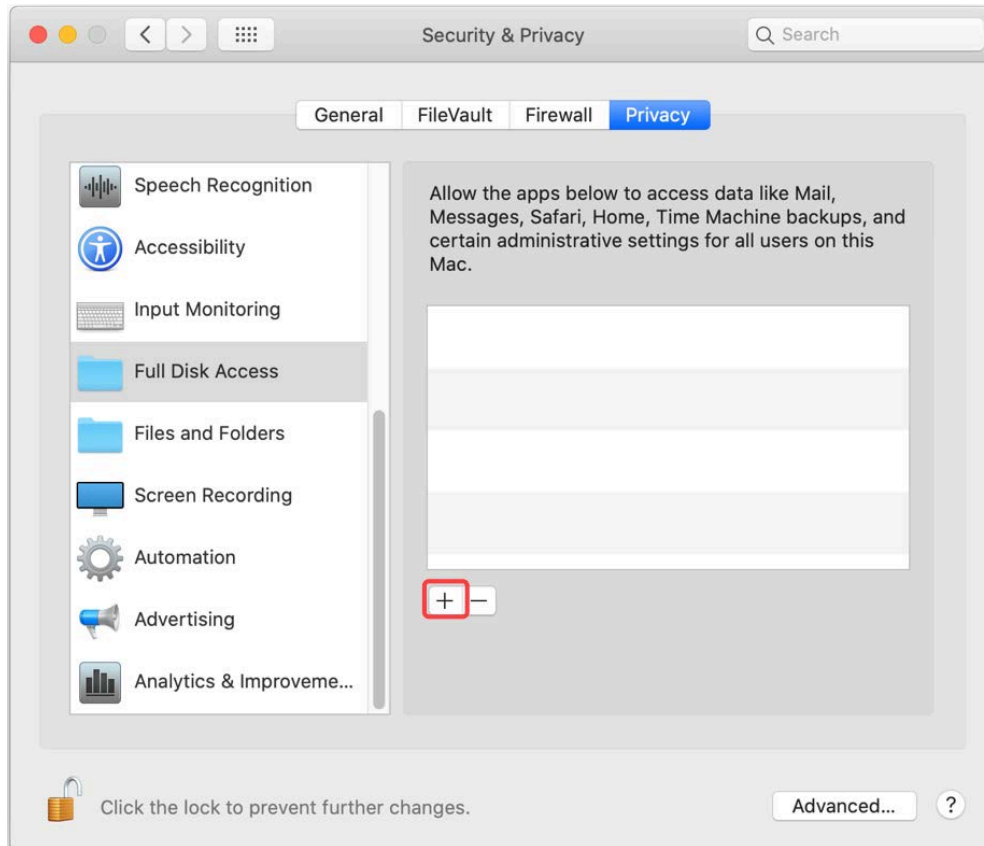 Security & Privacy
Search
General
FileVault
Firewall
Privacy
Speech Recognition
Accessibility
Input Monitoring
Full Disk Access
Files and Folders
Screen Recording
Automation
Advertising
Analytics & Improveme...
Allow the apps below to access data like Mail,
Messages, Safari, Home, Time Machine backups, and
certain administrative settings for all users on this
Mac.
+
−
Click the lock to prevent further changes.
Advanced...
?